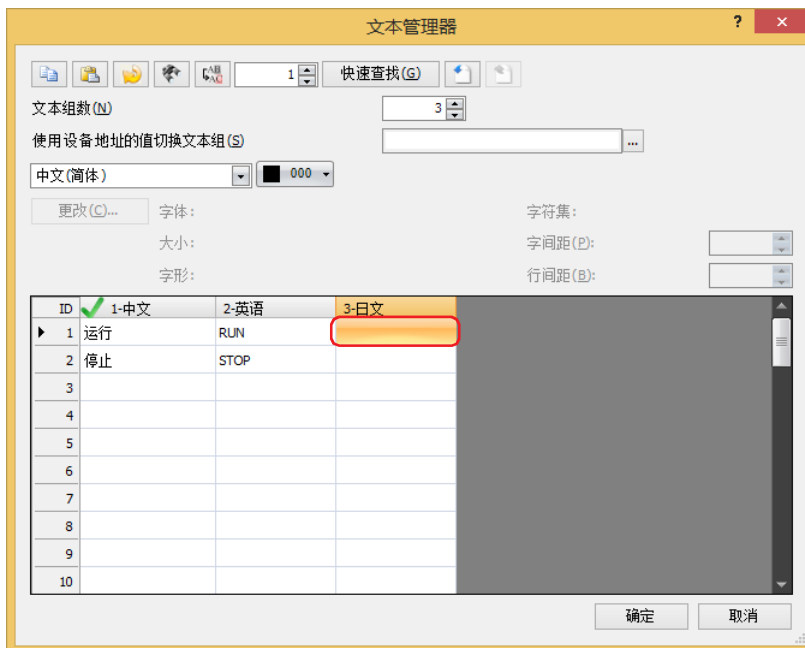 文本管理器
?
1 快速查找(G)
文本组数(N) 3
使用设备地址的值切换文本组(S) ...
中文(简体) 000
更改(C)... 字体: 字符集:
大小: 字间距(P):
字形: 行间距(B):
ID 1-中文 2-英语 3-日文
1 运行 RUN
2 停止 STOP
3
4
5
6
7
8
9
10
确定 取消